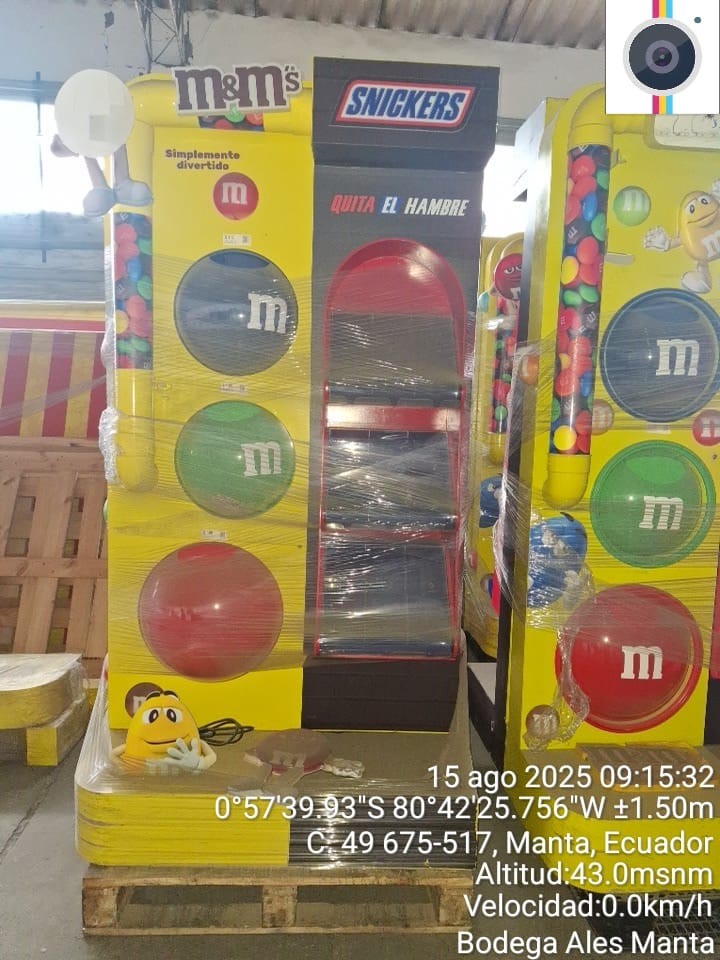 m&m's
SNICKERS
Simplemente
divertido
m
QUITA EL HAMBRE
m
m
m
m
m
m
15 ago 2025 09:15:32
0°57'39.93"S 80°42'25.756"W ±1.50m
C. 49 675-517, Manta, Ecuador
Altitud:43.0msnm
Velocidad:0.0km/h
Bodega Ales Manta